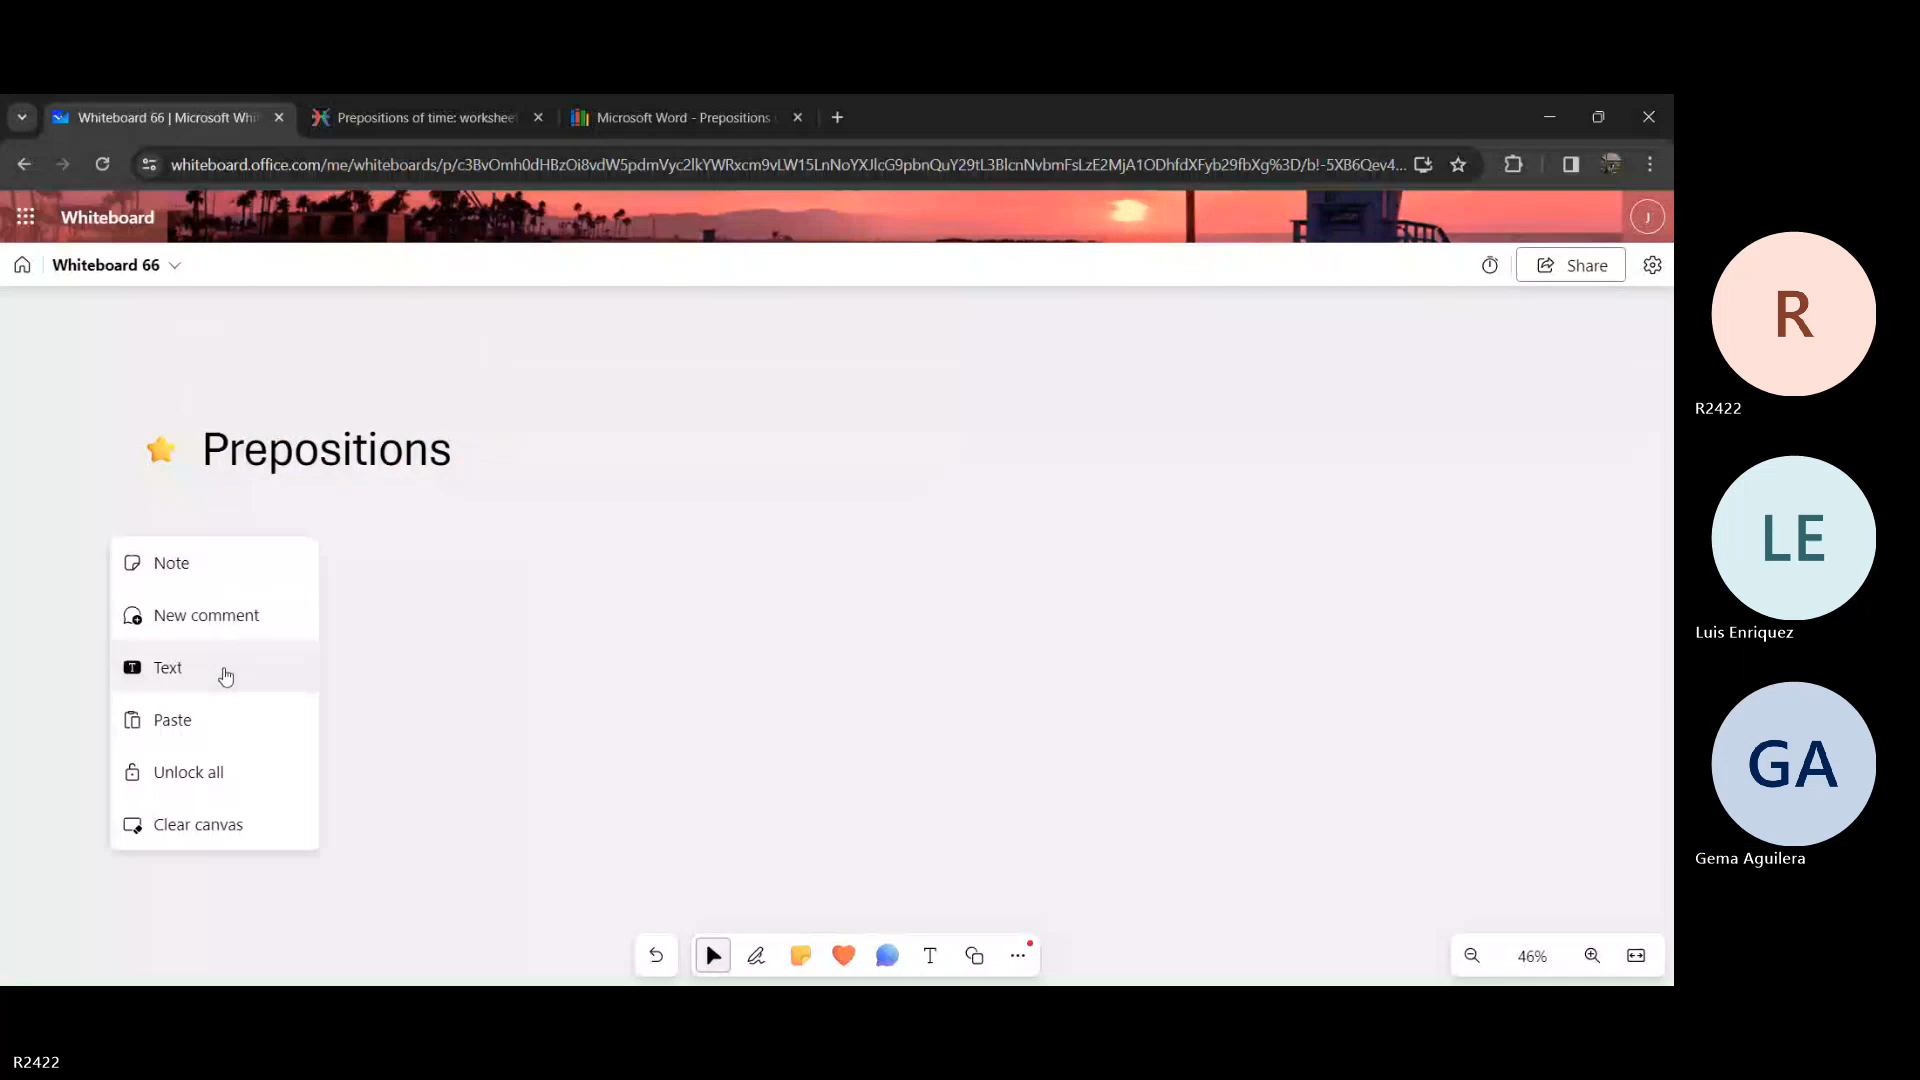 Whiteboard 66 | Microsoft Whi
Prepositions of time: workshee
Microsoft Word - Prepositions
whiteboard.office.com/me/whiteboards/p/c3BvOmh0dHBzOi8vdW5pdmVyc2lkYWRxcm9vLW15LnNoYXJlcG9pbnQuY29tL3BlcnNvbmFsLzE2MjA1ODhfdXFyb29fbXg%3D/b!-5XB6Qev4...
Whiteboard
J
Whiteboard 66
Share
Prepositions
Note
New comment
Text
Paste
Unlock all
Clear canvas
46%
R
R2422
LE
Luis Enriquez
GA
Gema Aguilera
R2422